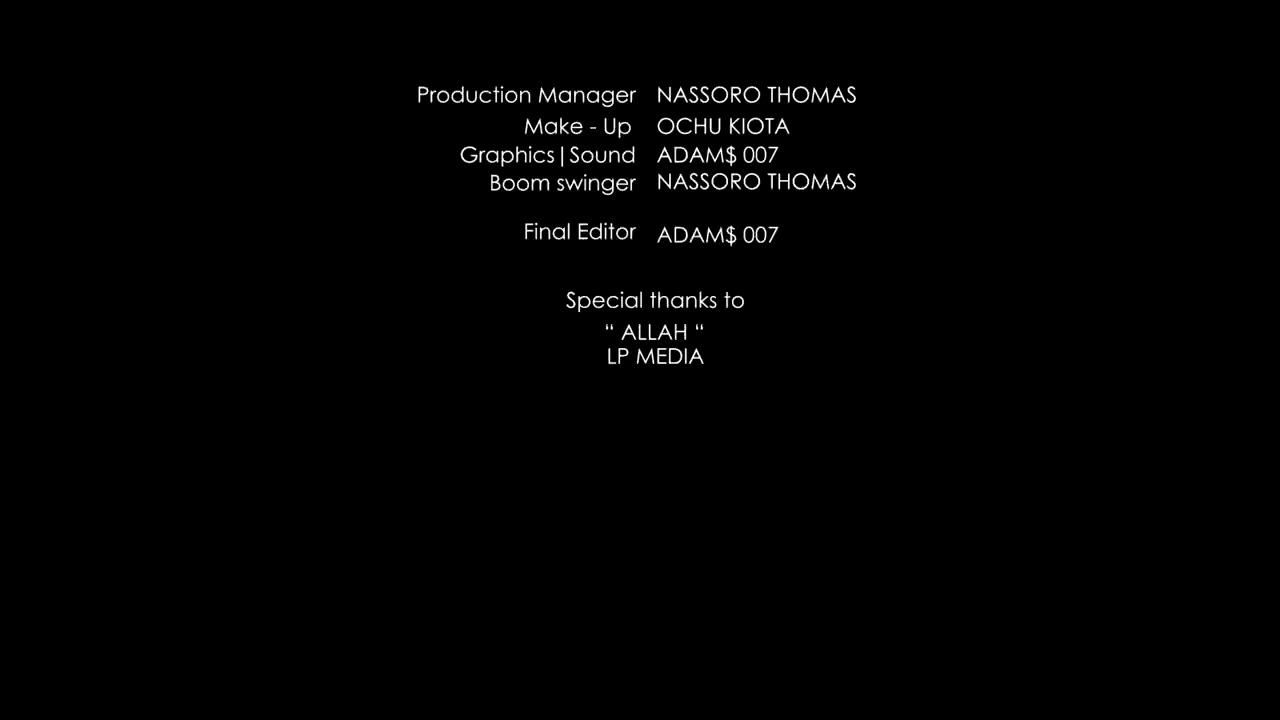 Production Manager NASSORO THOMAS
Make - Up OCHU KIOTA
Graphics|Sound ADAM$ 007
Boom swinger NASSORO THOMAS
Final Editor ADAM$ 007
Special thanks to
“ ALLAH “
LP MEDIA